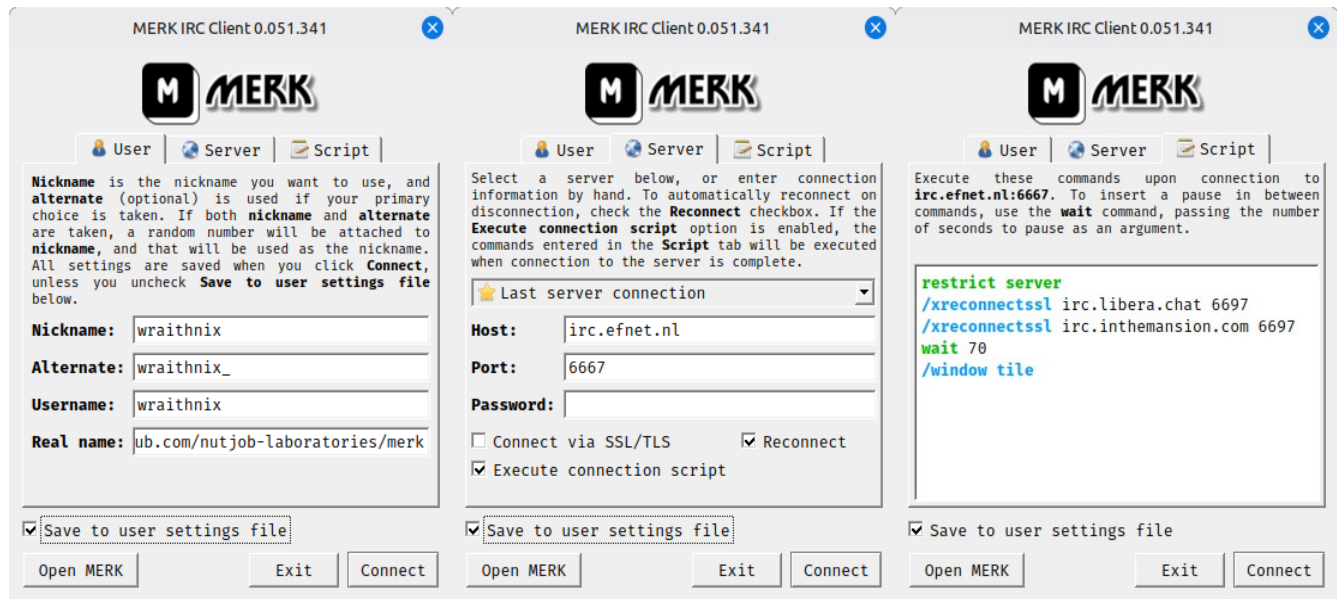 MERK IRC Client 0.051.341
M MERK
User Server Script
Nickname is the nickname you want to use, and
alternate (optional) is used if your primary
choice is taken. If both nickname and alternate
are taken, a random number will be attached to
nickname, and that will be used as the nickname.
All settings are saved when you click Connect,
unless you uncheck Save to user settings file
below.
Nickname: wraithnix
Alternate: wraithnix_
Username: wraithnix
Real name: ub.com/nutjob-laboratories/merk
Save to user settings file
Open MERK Exit Connect
MERK IRC Client 0.051.341
M MERK
User Server Script
Select a server below, or enter connection
information by hand. To automatically reconnect on
disconnection, check the Reconnect checkbox. If the
Execute connection script option is enabled, the
commands entered in the Script tab will be executed
when connection to the server is complete.
Last server connection
Host: irc.efnet.nl
Port: 6667
Password:
Connect via SSL/TLS Reconnect
Execute connection script
Save to user settings file
Open MERK Exit Connect
MERK IRC Client 0.051.341
M MERK
User Server Script
Execute these commands upon connection to
irc.efnet.nl:6667. To insert a pause in between
commands, use the wait command, passing the number
of seconds to pause as an argument.
restrict server
/xreconnectssl irc.libera.chat 6697
/xreconnectssl irc.inthemansion.com 6697
wait 70
/window tile
Save to user settings file
Open MERK Exit Connect